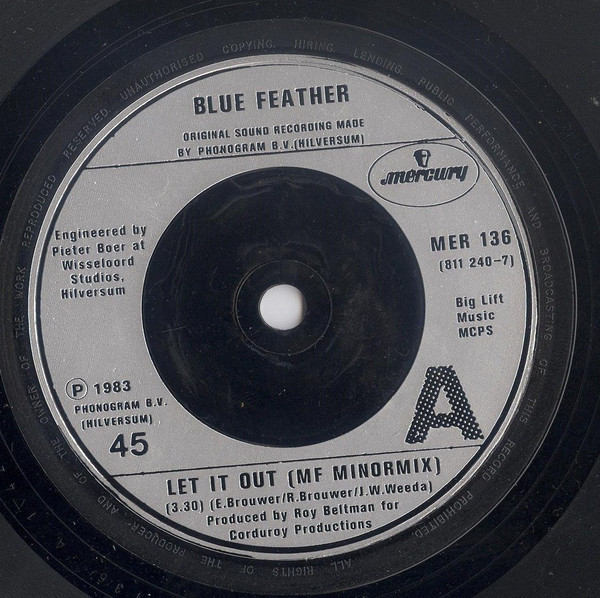 BLUE FEATHER
ORIGINAL SOUND RECORDING MADE
BY PHONOGRAM B.V.(HILVERSUM)
mercury
Engineered by
Pieter Boer at
Wisseloord
Studios,
Hilversum
MER 136
(811 240-7)
Big Lift
Music
MCPS
P 1983
PHONOGRAM B.V.
(HILVERSUM)
45
A
LET IT OUT (MF MINORMIX)
(3.30) (E.Brouwer/R.Brouwer/J.W.Weeda)
Produced by Roy Beltman for
Corduroy Productions
ALL RIGHTS OF THE PRODUCER AND OF THE OWNER OF THE WORK REPRODUCED RESERVED. UNAUTHORISED COPYING, HIRING, LENDING, PUBLIC PERFORMANCE AND BROADCASTING OF THIS RECORD PROHIBITED